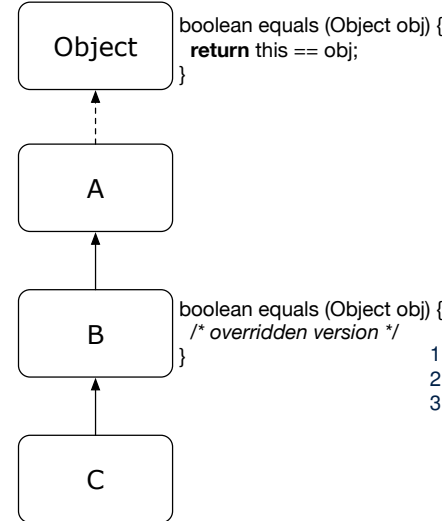 Object
boolean equals (Object obj) {
return this == obj;
}
A
B
boolean equals (Object obj) {
/* overridden version */
}
1
2
3
C